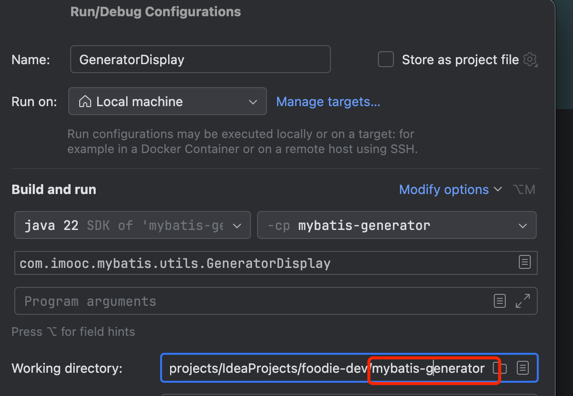 Run/Debug Configurations
Name: GeneratorDisplay Store as project file
Run on: Local machine Manage targets...
Run configurations may be executed locally or on a target: for
example in a Docker Container or on a remote host using SSH.
Build and run Modify options ⌥M
java 22 SDK of 'mybatis-ge -cp mybatis-generator
com.imooc.mybatis.utils.GeneratorDisplay
Program arguments
Press ⌥ for field hints
Working directory: projects/IdeaProjects/foodie-dev/mybatis-generator